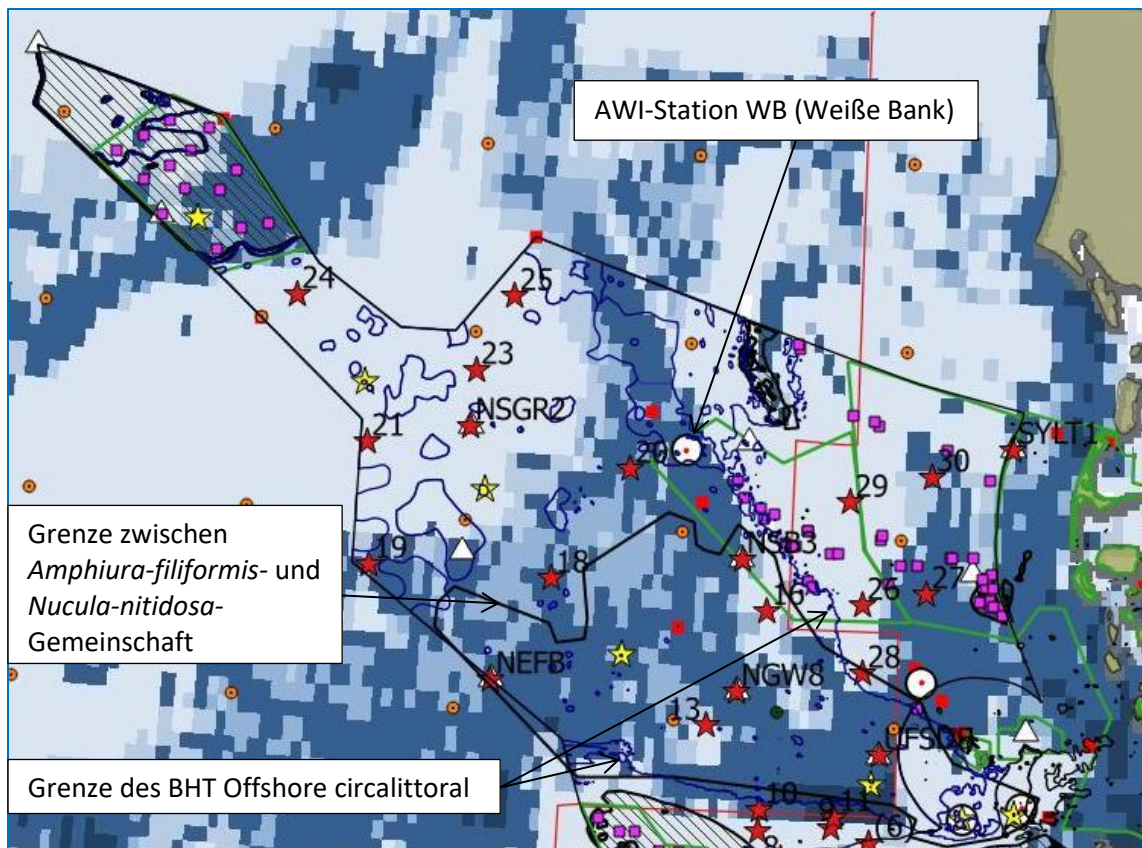 AWI-Station WB (Weiße Bank)
24
25
23
NSGR2
21
20
SYLT1
30
29
Grenze zwischen
Amphiura-filiformis- und
Nucula-nitidosa-
Gemeinschaft
19
18
NSB3
16
26
27
NEFB
28
NGW8
13
Grenze des BHT Offshore circalittoral
10
11